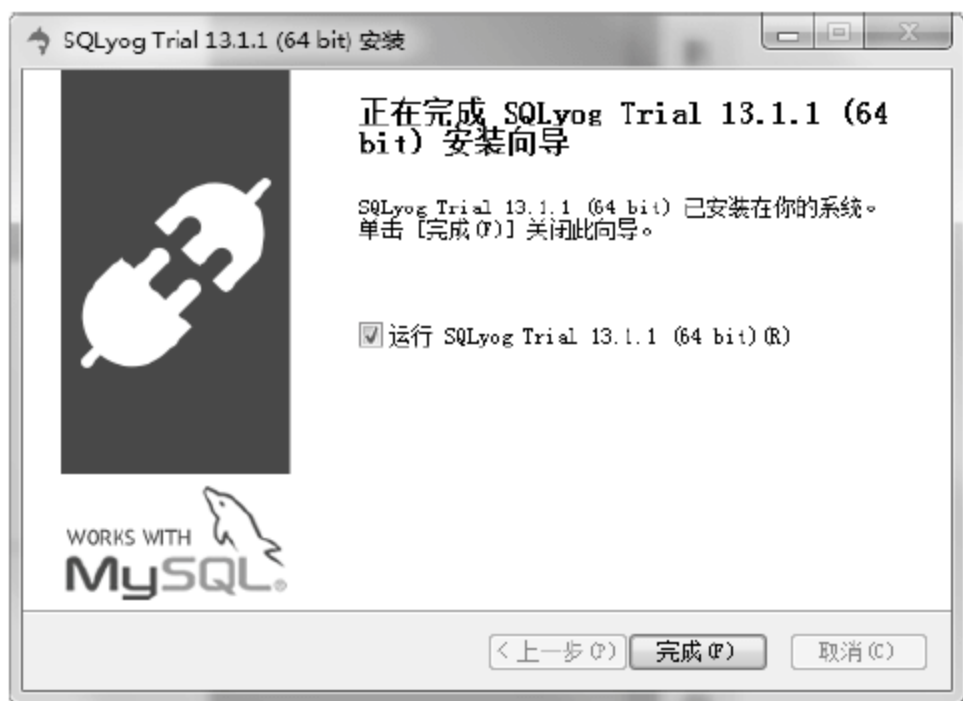 SQLyog Trial 13.1.1 (64 bit) 安装
正在完成 SQLyog Trial 13.1.1 (64
bit) 安装向导
SQLyog Trial 13.1.1 (64 bit) 已安装在你的系统。
单击 [完成(F)] 关闭此向导。
运行 SQLyog Trial 13.1.1 (64 bit)(R)
WORKS WITH
MySQL®
<上一步(P)
完成(F)
取消(C)